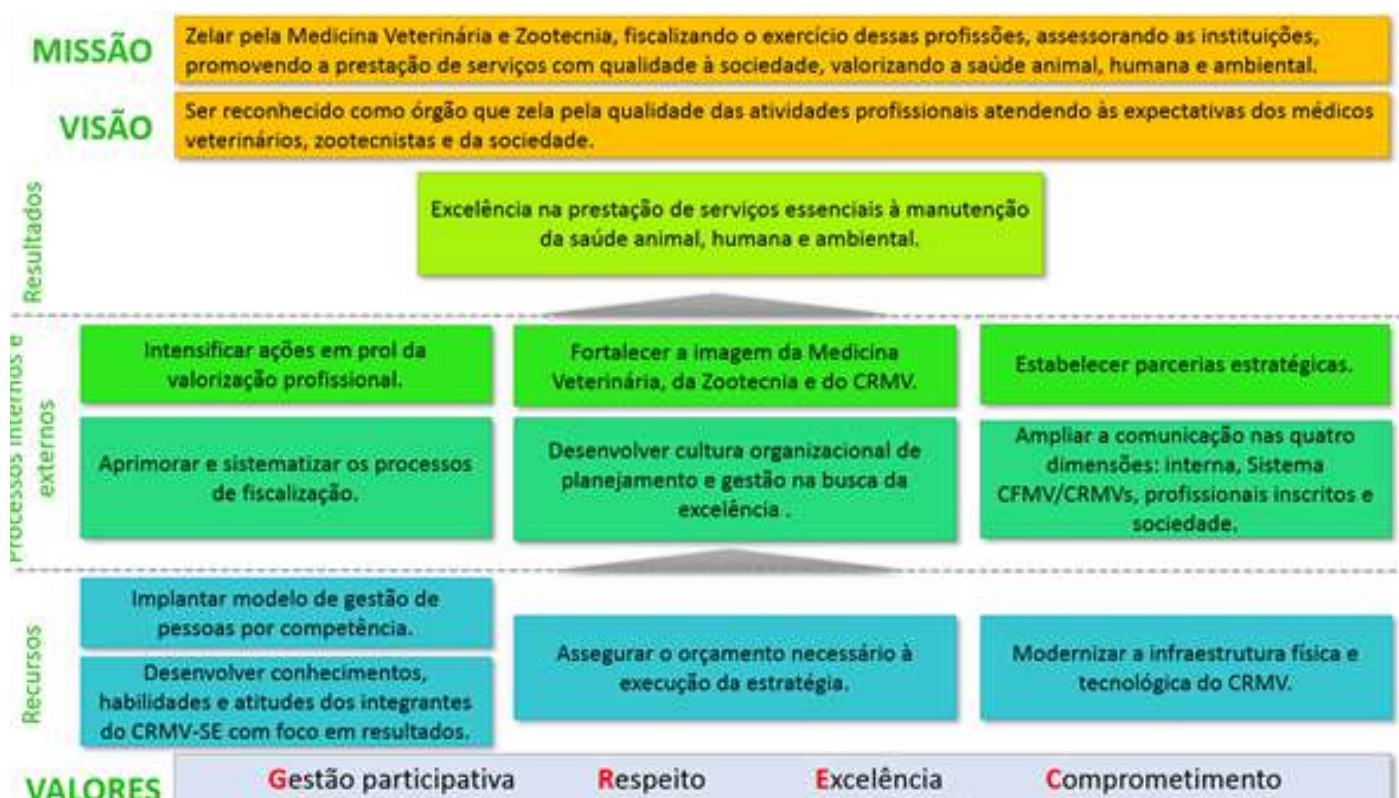 MISSÃO
Zelar pela Medicina Veterinária e Zootecnia, fiscalizando o exercício dessas profissões, assessorando as instituições,
promovendo a prestação de serviços com qualidade à sociedade, valorizando a saúde animal, humana e ambiental.
VISÃO
Ser reconhecido como órgão que zela pela qualidade das atividades profissionais atendendo às expectativas dos médicos
veterinários, zootecnistas e da sociedade.
Resultados
Excelência na prestação de serviços essenciais à manutenção
da saúde animal, humana e ambiental.
Processos internos e
externos
Intensificar ações em prol da
valorização profissional.
Fortalecer a imagem da Medicina
Veterinária, da Zootecnia e do CRMV.
Estabelecer parcerias estratégicas.
Aprimorar e sistematizar os processos
de fiscalização.
Desenvolver cultura organizacional de
planejamento e gestão na busca da
excelência .
Ampliar a comunicação nas quatro
dimensões: interna, Sistema
CFMV/CRMVs, profissionais inscritos e
sociedade.
Recursos
Implantar modelo de gestão de
pessoas por competência.
Desenvolver conhecimentos,
habilidades e atitudes dos integrantes
do CRMV-SE com foco em resultados.
Assegurar o orçamento necessário à
execução da estratégia.
Modernizar a infraestrutura física e
tecnológica do CRMV.
VALORES
Gestão participativa Respeito Excelência Comprometimento